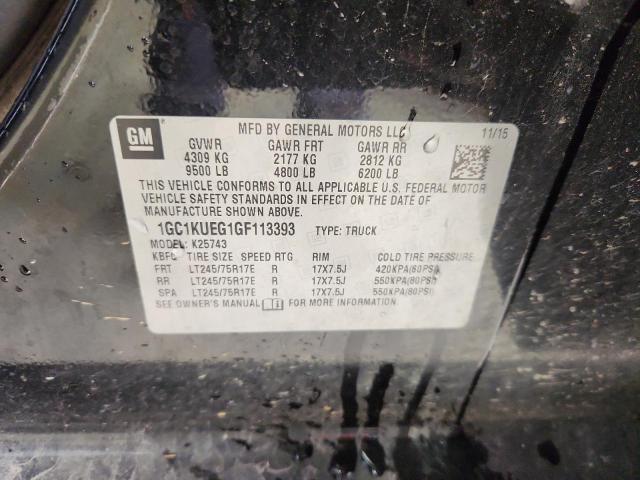 GM
MFD BY GENERAL MOTORS LLC
11/15
GVWR GAWR FRT GAWR RR
4309 KG 2177 KG 2812 KG
9500 LB 4800 LB 6200 LB
THIS VEHICLE CONFORMS TO ALL APPLICABLE U.S. FEDERAL MOTOR
VEHICLE SAFETY STANDARDS IN EFFECT ON THE DATE OF
MANUFACTURE SHOWN ABOVE.
1GC1KUEG1GF113393 TYPE: TRUCK
MODEL: K25743
KBFC TIRE SIZE SPEED RTG RIM COLD TIRE PRESSURE
FRT LT245/75R17E R 17X7.5J 420KPA(60PSI)
RR LT245/75R17E R 17X7.5J 550KPA(80PSI)
SPA LT245/75R17E R 17X7.5J 550KPA(80PSI)
SEE OWNER'S MANUAL FOR MORE INFORMATION.